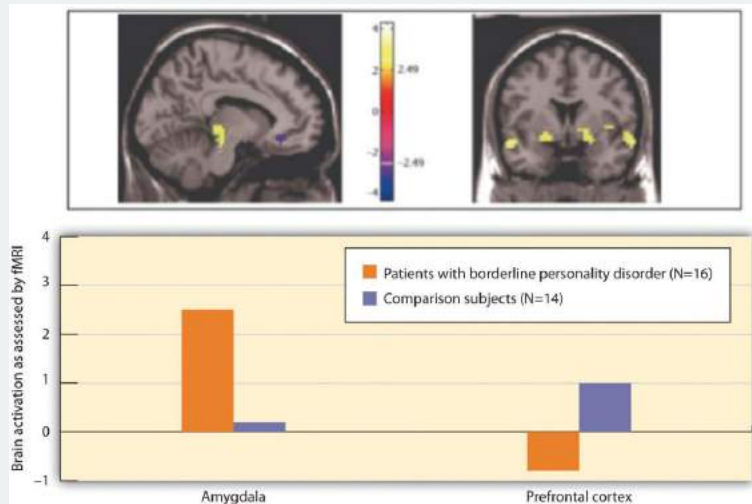 4
2.49
2
0
−2
−2.49
−4
Brain activation as assessed by fMRI
4
3
2
1
0
−1
Patients with borderline personality disorder (N=16)
Comparison subjects (N=14)
Amygdala
Prefrontal cortex